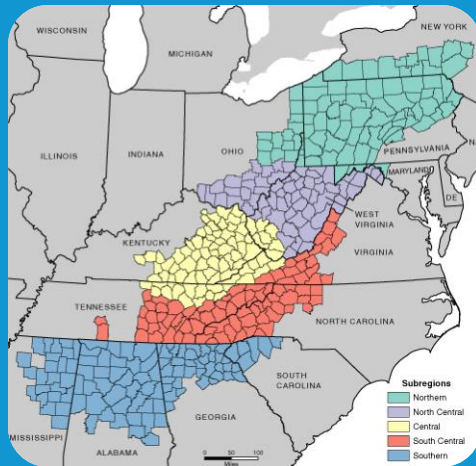 WISCONSIN
MICHIGAN
NEW YORK
ILLINOIS
INDIANA
OHIO
PENNSYLVANIA
N
MARYLAND
DE
WEST
VIRGINIA
VIRGINIA
KENTUCKY
TENNESSEE
NORTH CAROLINA
SOUTH
CAROLINA
GEORGIA
MISSISSIPPI
ALABAMA
Subregions
Northern
North Central
Central
South Central
Southern
0 50 100
Miles